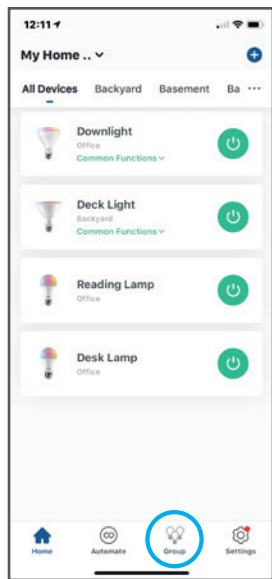 12:11
My Home ..
All Devices Backyard Basement Ba ...
Downlight
Office
Common Functions
Deck Light
Backyard
Common Functions
Reading Lamp
Office
Desk Lamp
Office
Home Automate Group Settings